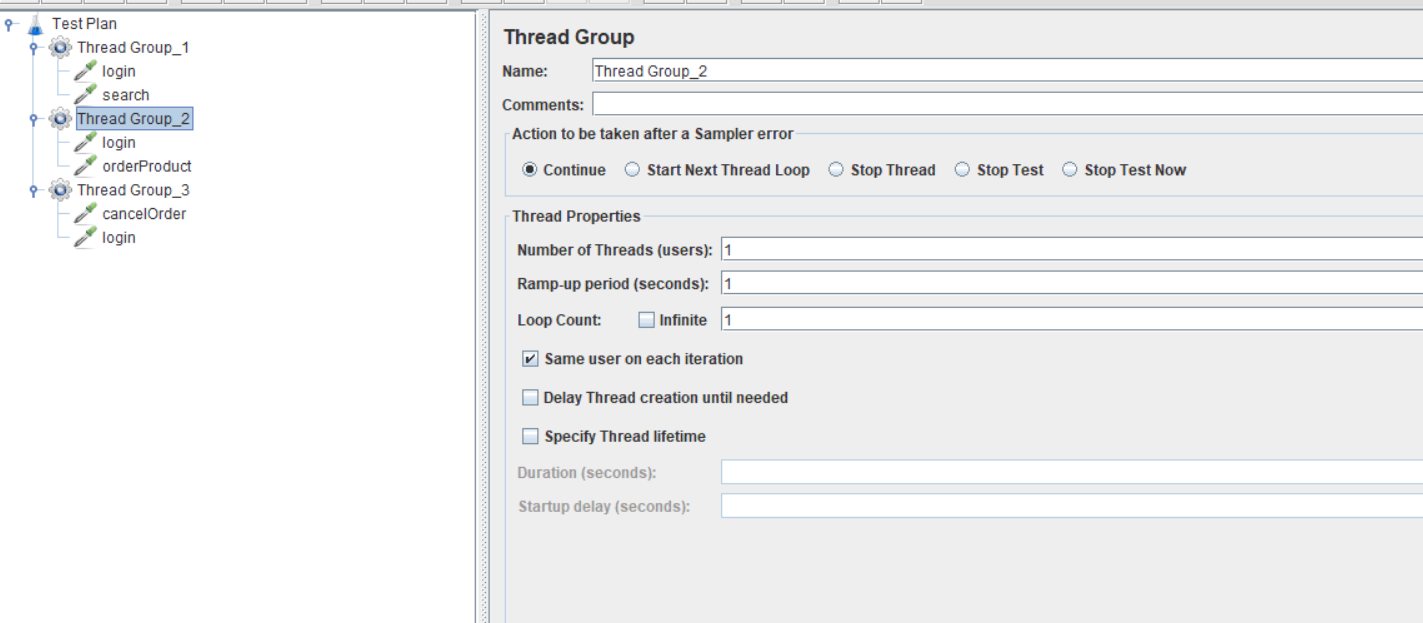 Test Plan
Thread Group_1
login
search
Thread Group_2
login
orderProduct
Thread Group_3
cancelOrder
login
Thread Group
Name: Thread Group_2
Comments:
Action to be taken after a Sampler error
Continue Start Next Thread Loop Stop Thread Stop Test Stop Test Now
Thread Properties
Number of Threads (users): 1
Ramp-up period (seconds): 1
Loop Count: Infinite 1
Same user on each iteration
Delay Thread creation until needed
Specify Thread lifetime
Duration (seconds):
Startup delay (seconds):